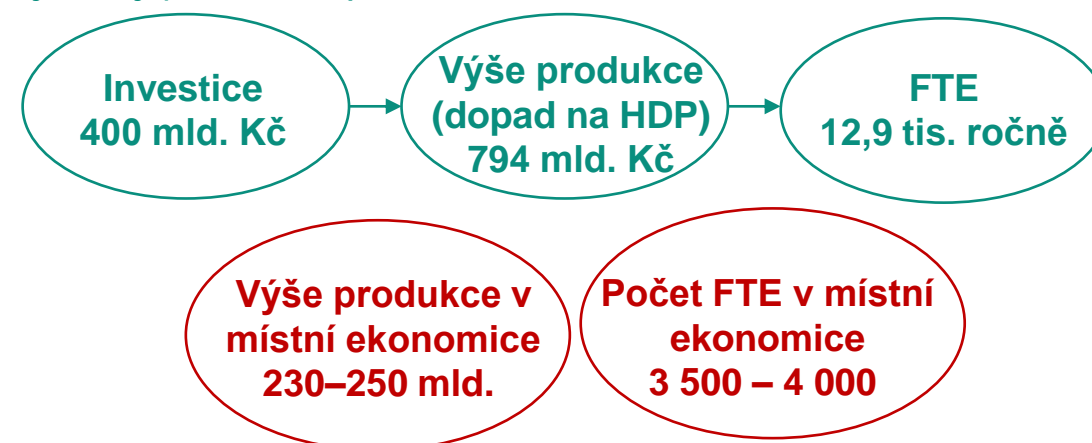 Investice
400 mld. Kč
Výše produkce
(dopad na HDP)
794 mld. Kč
FTE
12,9 tis. ročně
Výše produkce v
místní ekonomice
230–250 mld.
Počet FTE v místní
ekonomice
3 500 – 4 000